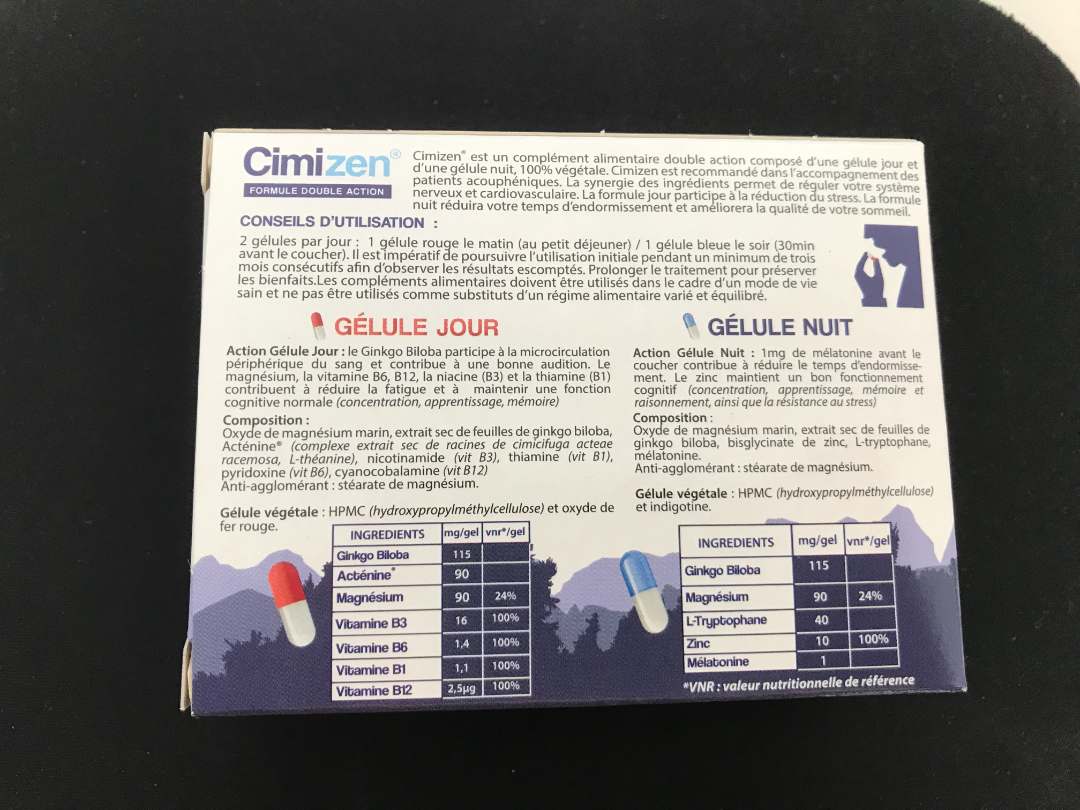 Cimizen®
FORMULE DOUBLE ACTION
Cimizen® est un complément alimentaire double action composé d'une gélule jour et
d'une gélule nuit, 100% végétale. Cimizen est recommandé dans l'accompagnement des
patients acouphéniques. La synergie des ingrédients permet de réguler votre système
nerveux et cardiovasculaire. La formule jour participe à la réduction du stress. La formule
nuit réduira votre temps d'endormissement et améliorera la qualité de votre sommeil.
CONSEILS D'UTILISATION :
2 gélules par jour : 1 gélule rouge le matin (au petit déjeuner) / 1 gélule bleue le soir (30min
avant le coucher). Il est impératif de poursuivre l'utilisation initiale pendant un minimum de trois
mois consécutifs afin d'observer les résultats escomptés. Prolonger le traitement pour préserver
les bienfaits.Les compléments alimentaires doivent être utilisés dans le cadre d'un mode de vie
sain et ne pas être utilisés comme substituts d'un régime alimentaire varié et équilibré.
GÉLULE JOUR
Action Gélule Jour : le Ginkgo Biloba participe à la microcirculation
périphérique du sang et contribue à une bonne audition. Le
magnésium, la vitamine B6, B12, la niacine (B3) et la thiamine (B1)
contribuent à réduire la fatigue et à maintenir une fonction
cognitive normale (concentration, apprentissage, mémoire)
Composition :
Oxyde de magnésium marin, extrait sec de feuilles de ginkgo biloba,
Acténine® (complexe extrait sec de racines de cimicifuga acteae
racemosa, L-théanine), nicotinamide (vit B3), thiamine (vit B1),
pyridoxine (vit B6), cyanocobalamine (vit B12)
Anti-agglomérant : stéarate de magnésium.
Gélule végétale : HPMC (hydroxypropylméthylcellulose) et oxyde de
fer rouge.
INGREDIENTS mg/gel vnr*/gel
Ginkgo Biloba 115
Acténine® 90
Magnésium 90 24%
Vitamine B3 16 100%
Vitamine B6 1,4 100%
Vitamine B1 1,1 100%
Vitamine B12 2,5µg 100%
GÉLULE NUIT
Action Gélule Nuit : 1mg de mélatonine avant le
coucher contribue à réduire le temps d'endormisse-
ment. Le zinc maintient un bon fonctionnement
cognitif (concentration, apprentissage, mémoire et
raisonnement, ainsi que la résistance au stress)
Composition :
Oxyde de magnésium marin, extrait sec de feuilles de
ginkgo biloba, bisglycinate de zinc, L-tryptophane,
mélatonine.
Anti-agglomérant : stéarate de magnésium.
Gélule végétale : HPMC (hydroxypropylméthylcellulose)
et indigotine.
INGREDIENTS mg/gel vnr*/gel
Ginkgo Biloba 115
Magnésium 90 24%
L-Tryptophane 40
Zinc 10 100%
Mélatonine 1
*VNR : valeur nutritionnelle de référence